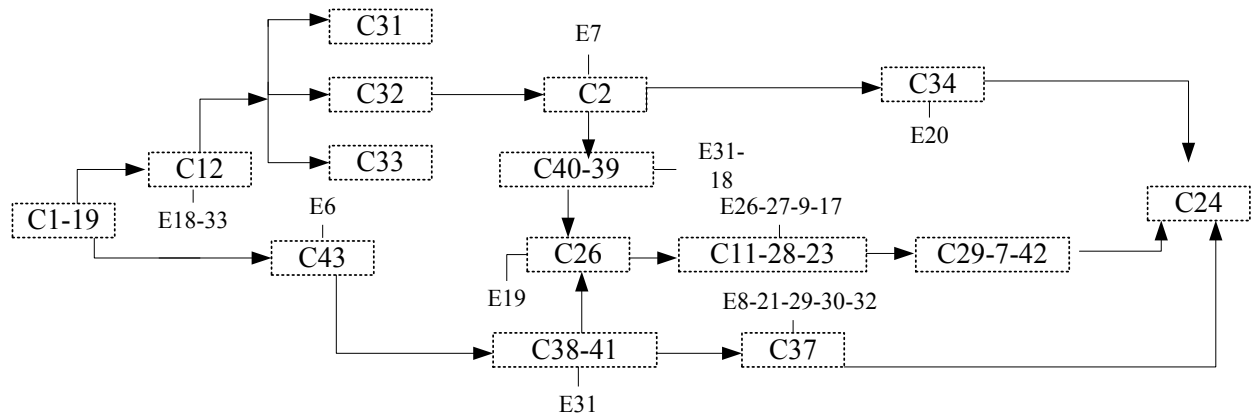 C31
E7
C32
C2
C34
E20
C12
C33
C40-39
E31-
18
E18-33
E6
E26-27-9-17
C1-19
C24
C43
C26
C11-28-23
C29-7-42
E19
E8-21-29-30-32
C38-41
C37
E31